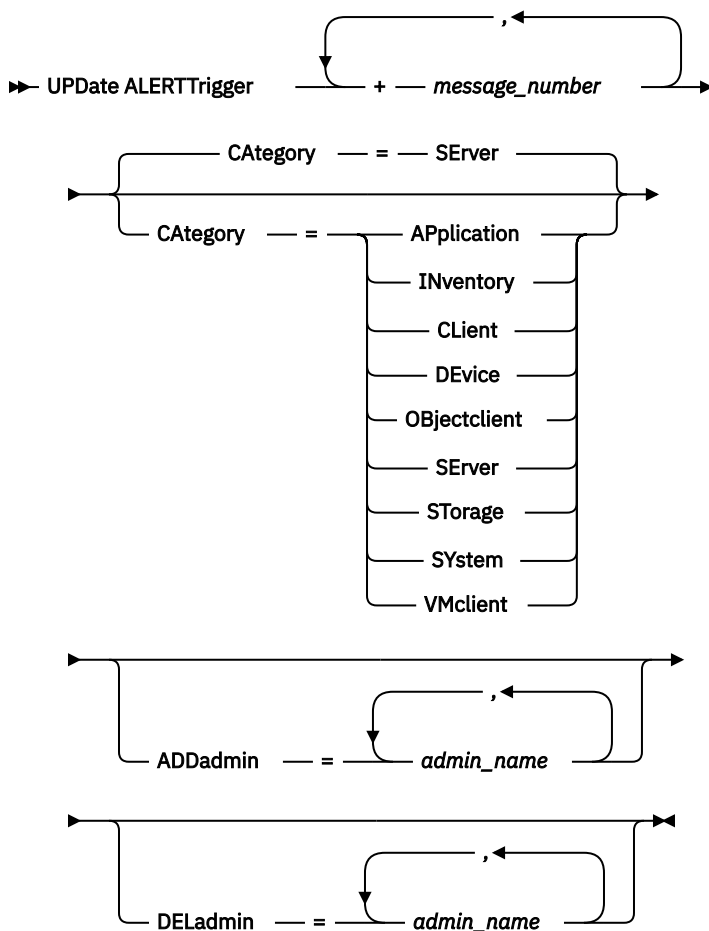 ,
UPDate ALERTTrigger + message_number
CAtegory = SErver
CAtegory = APplication
INventory
CLient
DEvice
OBjectclient
SErver
STorage
SYstem
VMclient
,
ADDadmin = admin_name
,
DELadmin = admin_name